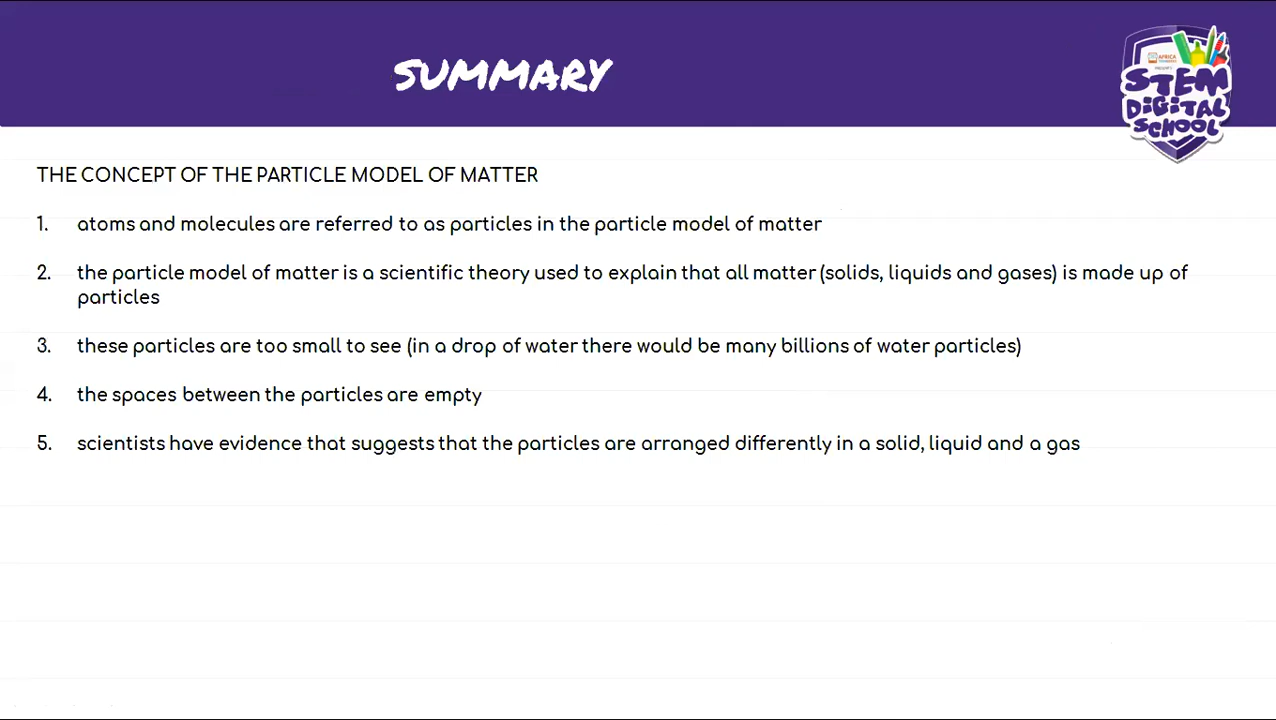 SUMMARY
AFRICA
STEM
DIGITAL
SCHOOL
THE CONCEPT OF THE PARTICLE MODEL OF MATTER
1. atoms and molecules are referred to as particles in the particle model of matter
2. the particle model of matter is a scientific theory used to explain that all matter (solids, liquids and gases) is made up of
particles
3. these particles are too small to see (in a drop of water there would be many billions of water particles)
4. the spaces between the particles are empty
5. scientists have evidence that suggests that the particles are arranged differently in a solid, liquid and a gas